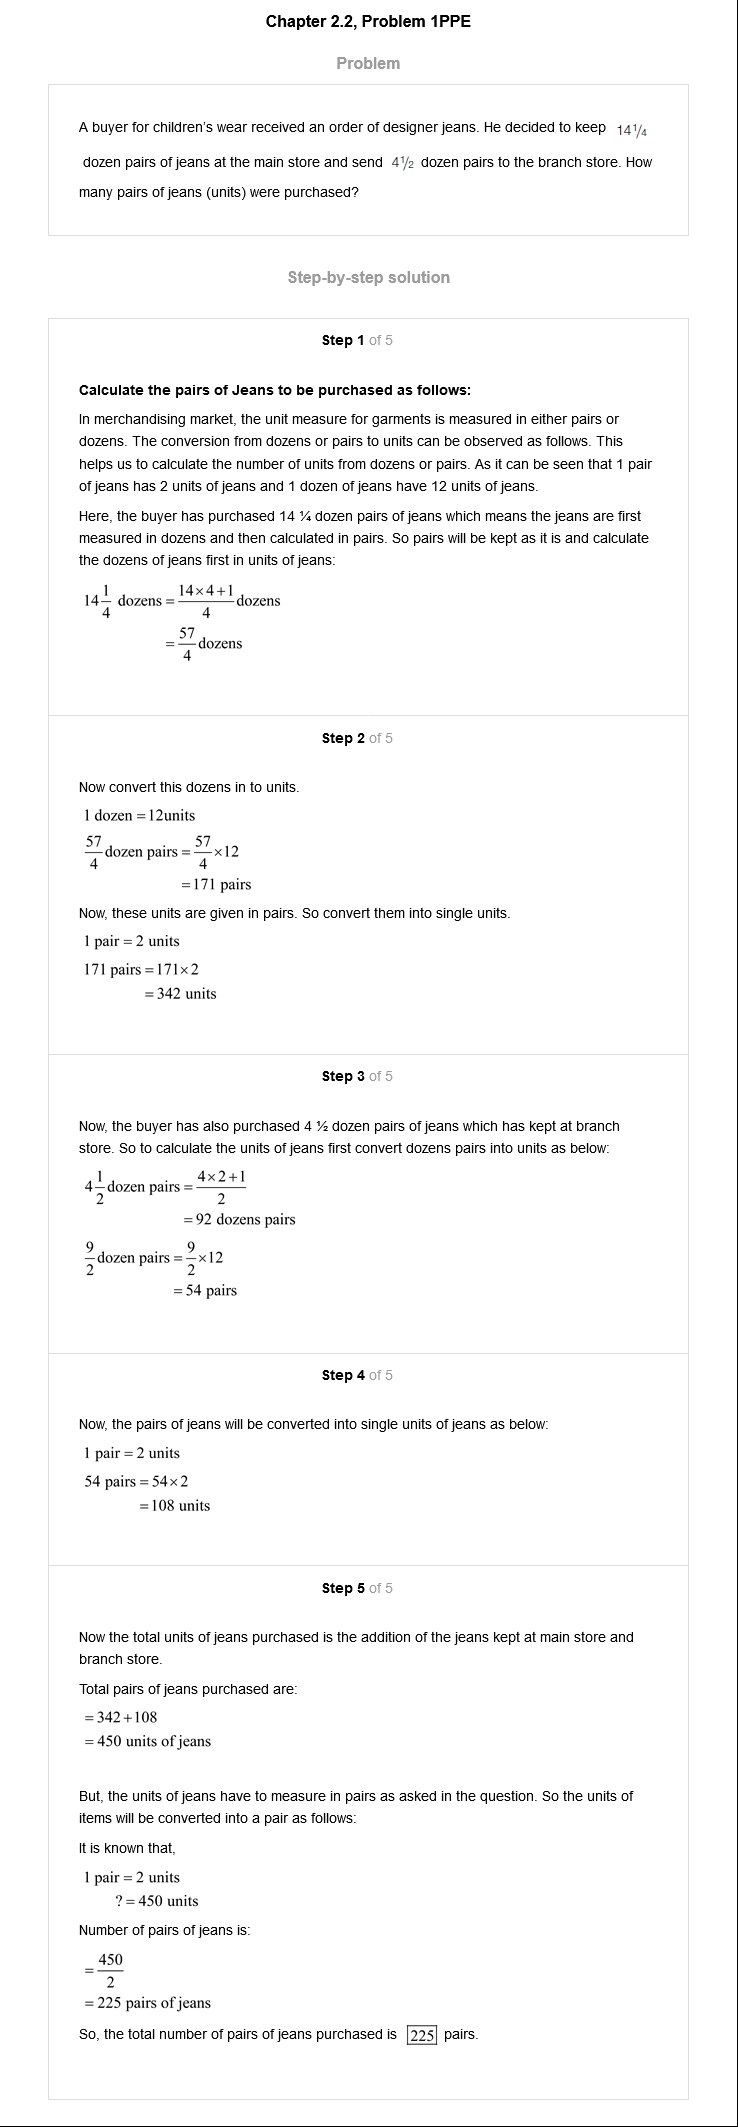 Chapter 2.2, Problem 1PPE
Problem
A buyer for children's wear received an order of designer jeans. He decided to keep 14 1/4
dozen pairs of jeans at the main store and send 4 1/2 dozen pairs to the branch store. How
many pairs of jeans (units) were purchased?
Step-by-step solution
Step 1 of 5
Calculate the pairs of Jeans to be purchased as follows:
In merchandising market, the unit measure for garments is measured in either pairs or
dozens. The conversion from dozens or pairs to units can be observed as follows. This
helps us to calculate the number of units from dozens or pairs. As it can be seen that 1 pair
of jeans has 2 units of jeans and 1 dozen of jeans have 12 units of jeans.
Here, the buyer has purchased 14 ¼ dozen pairs of jeans which means the jeans are first
measured in dozens and then calculated in pairs. So pairs will be kept as it is and calculate
the dozens of jeans first in units of jeans:
14 1/4 dozens = (14×4+1)/4 dozens
= 57/4 dozens
Step 2 of 5
Now convert this dozens in to units.
1 dozen = 12units
57/4 dozen pairs = 57/4 ×12
= 171 pairs
Now, these units are given in pairs. So convert them into single units.
1 pair = 2 units
171 pairs = 171×2
= 342 units
Step 3 of 5
Now, the buyer has also purchased 4 ½ dozen pairs of jeans which has kept at branch
store. So to calculate the units of jeans first convert dozens pairs into units as below:
4 1/2 dozen pairs = (4×2+1)/2
= 92 dozens pairs
9/2 dozen pairs = 9/2 ×12
= 54 pairs
Step 4 of 5
Now, the pairs of jeans will be converted into single units of jeans as below:
1 pair = 2 units
54 pairs = 54×2
= 108 units
Step 5 of 5
Now the total units of jeans purchased is the addition of the jeans kept at main store and
branch store.
Total pairs of jeans purchased are:
= 342+108
= 450 units of jeans
But, the units of jeans have to measure in pairs as asked in the question. So the units of
items will be converted into a pair as follows:
It is known that,
1 pair = 2 units
? = 450 units
Number of pairs of jeans is:
= 450/2
= 225 pairs of jeans
So, the total number of pairs of jeans purchased is 225 pairs.